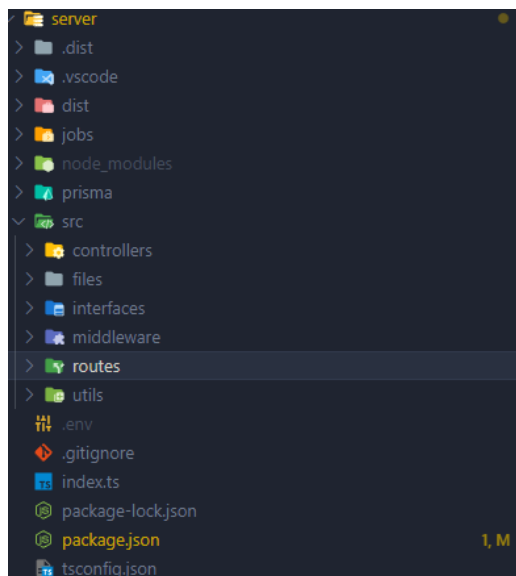 server
.dist
.vscode
dist
jobs
node_modules
prisma
src
controllers
files
interfaces
middleware
routes
utils
.env
.gitignore
index.ts
package-lock.json
package.json 1, M
tsconfig.json